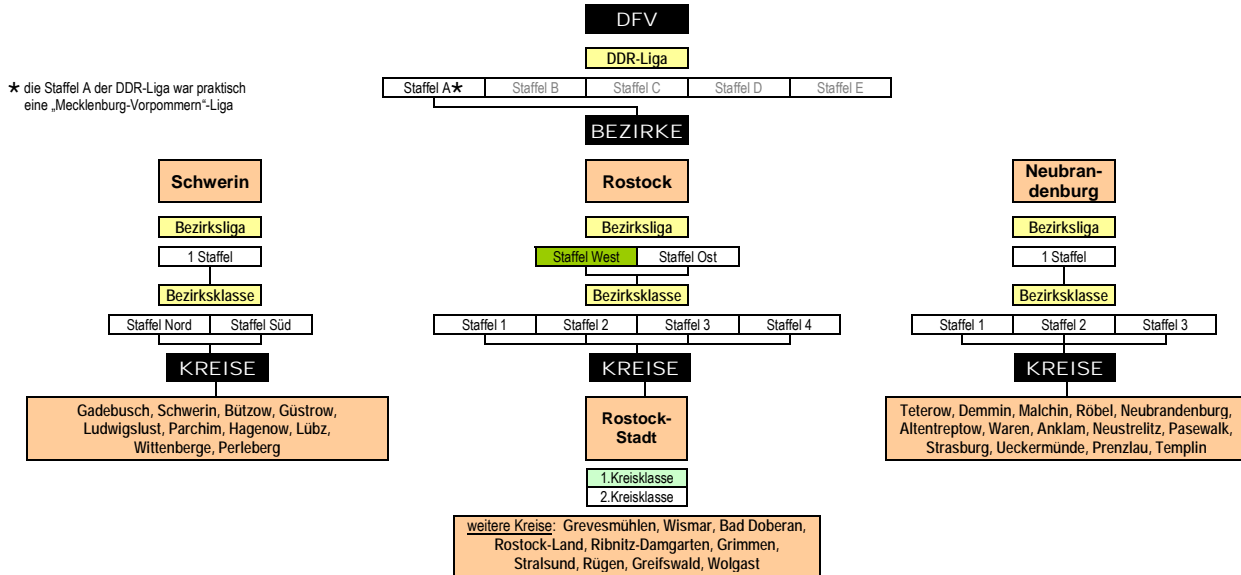 DFV
DDR-Liga
* die Staffel A der DDR-Liga war praktisch
eine „Mecklenburg-Vorpommern“-Liga
Staffel A* Staffel B Staffel C Staffel D Staffel E
BEZIRKE
Schwerin
Rostock
Neubran-
denburg
Bezirksliga
Bezirksliga
Bezirksliga
1 Staffel
Staffel West Staffel Ost
1 Staffel
Bezirksklasse
Bezirksklasse
Bezirksklasse
Staffel Nord Staffel Süd
Staffel 1 Staffel 2 Staffel 3 Staffel 4
Staffel 1 Staffel 2 Staffel 3
KREISE
KREISE
KREISE
Gadebusch, Schwerin, Bützow, Güstrow,
Ludwigslust, Parchim, Hagenow, Lübz,
Wittenberge, Perleberg
Rostock-
Stadt
Teterow, Demmin, Malchin, Röbel, Neubrandenburg,
Altentreptow, Waren, Anklam, Neustrelitz, Pasewalk,
Strasburg, Ueckermünde, Prenzlau, Templin
1.Kreisklasse
2.Kreisklasse
weitere Kreise: Grevesmühlen, Wismar, Bad Doberan,
Rostock-Land, Ribnitz-Damgarten, Grimmen,
Stralsund, Rügen, Greifswald, Wolgast